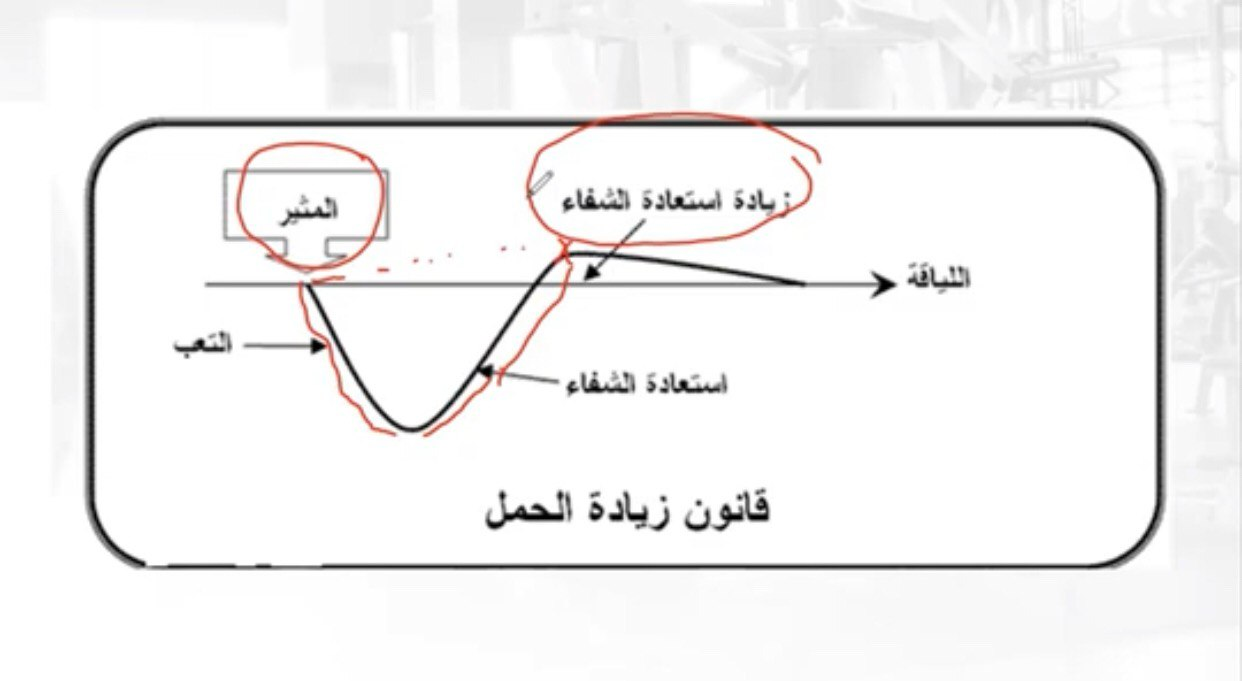 المثير
زيادة استعادة الشفاء
اللياقة
التعب
استعادة الشفاء
قانون زيادة الحمل